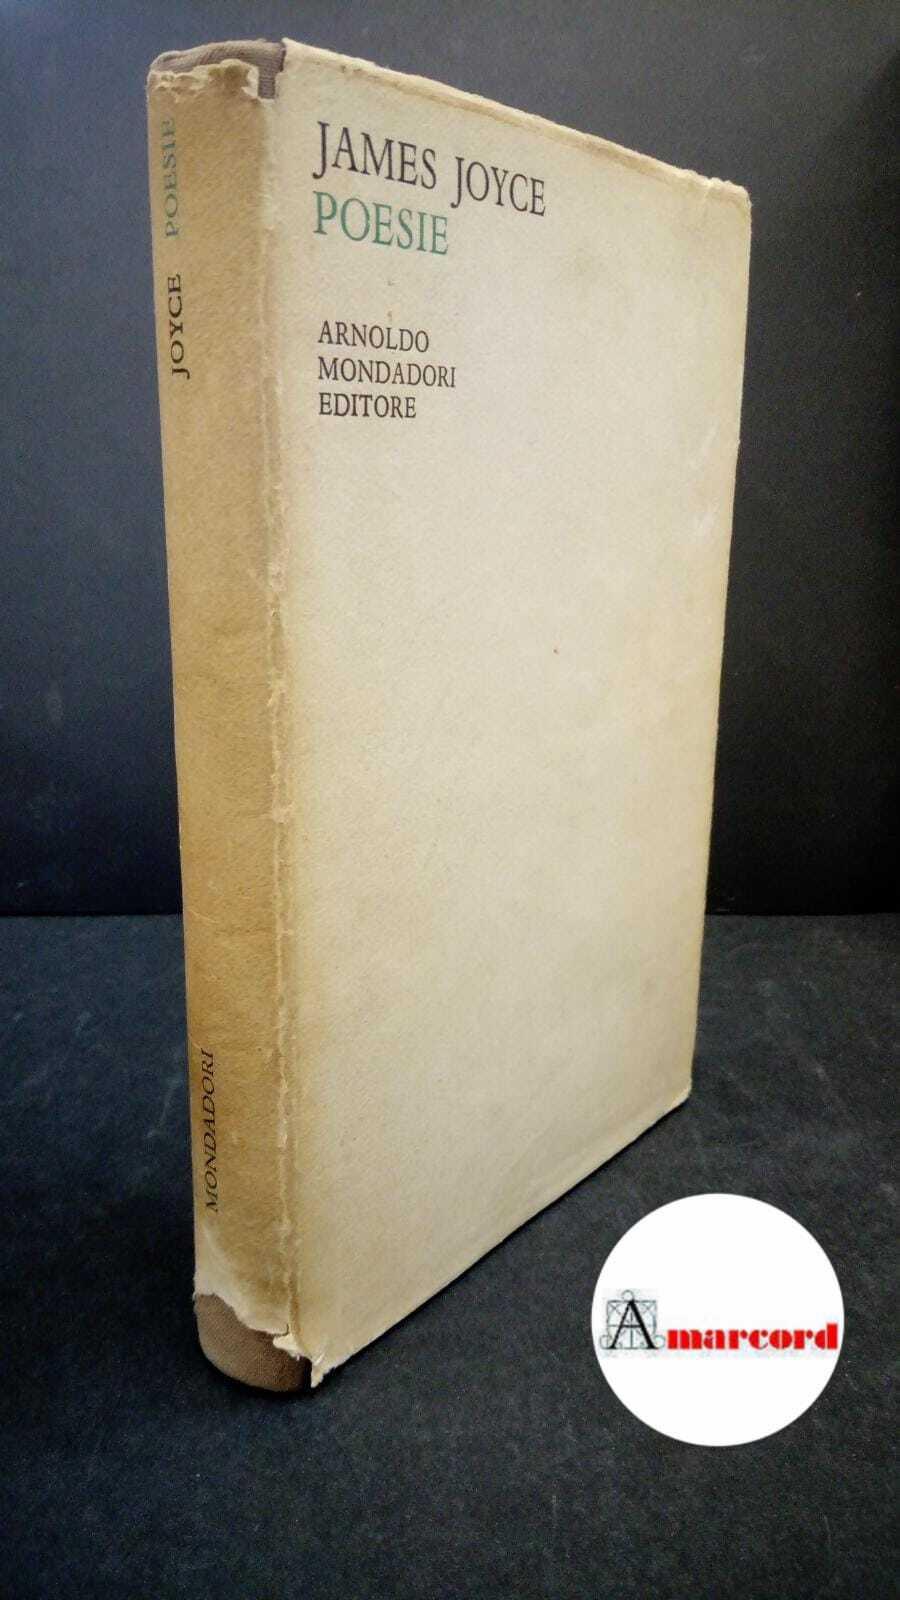 JAMES JOYCE
POESIE
ARNOLDO
MONDADORI
EDITORE
JOYCE POESIE
MONDADORI
Amarcord